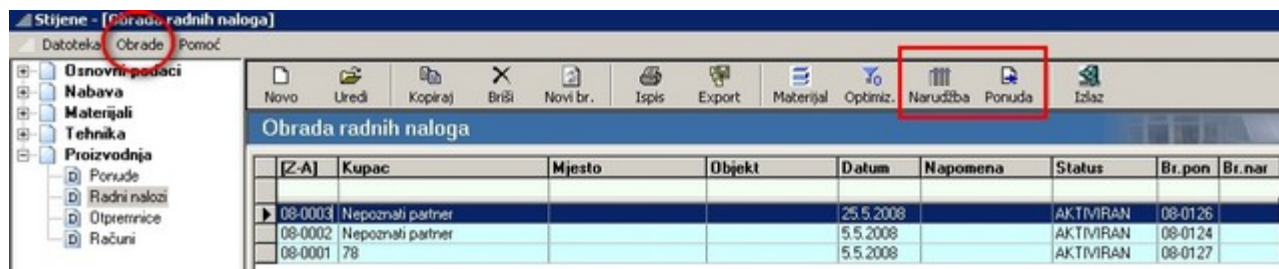 Stijene - [Obrada radnih naloga]
Datoteka Obrade Pomoć
Osnovni podaci
Nabava
Materijali
Tehnika
Proizvodnja
Ponude
Radni nalozi
Otpremnice
Računi
Novo Uredi Kopiraj Briši Novi br. Ispis Export Materijal Optimiz. Narudžba Ponuda Izlaz
Obrada radnih naloga
[Z-A] Kupac Mjesto Objekt Datum Napomena Status Br.pon Br.nar
08-0003 Nepoznati partner 25.5.2008 AKTIVIRAN 08-0126
08-0002 Nepoznati partner 5.5.2008 AKTIVIRAN 08-0124
08-0001 78 5.5.2008 AKTIVIRAN 08-0127